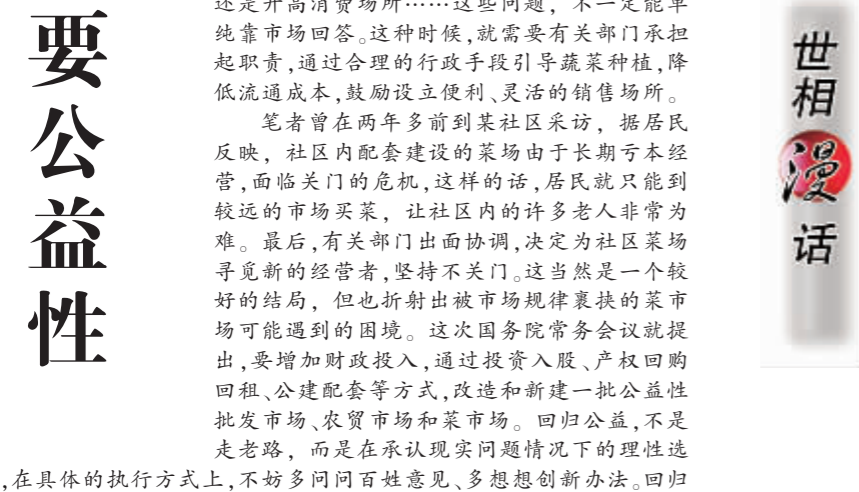 要公益性
还是开高消费场所……这些问题，不一定能单
纯靠市场回答。这种时候,就需要有关部门承担
起职责,通过合理的行政手段引导蔬菜种植,降
低流通成本,鼓励设立便利、灵活的销售场所。
笔者曾在两年多前到某社区采访，据居民
反映，社区内配套建设的菜场由于长期亏本经
营,面临关门的危机,这样的话,居民就只能到
较远的市场买菜，让社区内的许多老人非常为
难。最后,有关部门出面协调,决定为社区菜场
寻觅新的经营者,坚持不关门。这当然是一个较
好的结局，但也折射出被市场规律裹挟的菜市
场可能遇到的困境。这次国务院常务会议就提
出,要增加财政投入,通过投资入股、产权回购
回租、公建配套等方式,改造和新建一批公益性
批发市场、农贸市场和菜市场。回归公益,不是
走老路，而是在承认现实问题情况下的理性选
,在具体的执行方式上,不妨多问问百姓意见、多想想创新办法。回归
世相漫话